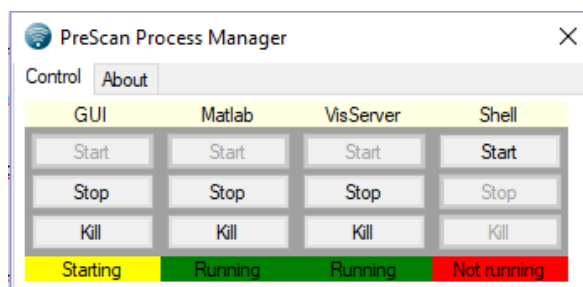 PreScan Process Manager
Control About
GUI Matlab VisServer Shell
Start Start Start Start
Stop Stop Stop Stop
Kill Kill Kill Kill
Starting Running Running Not running